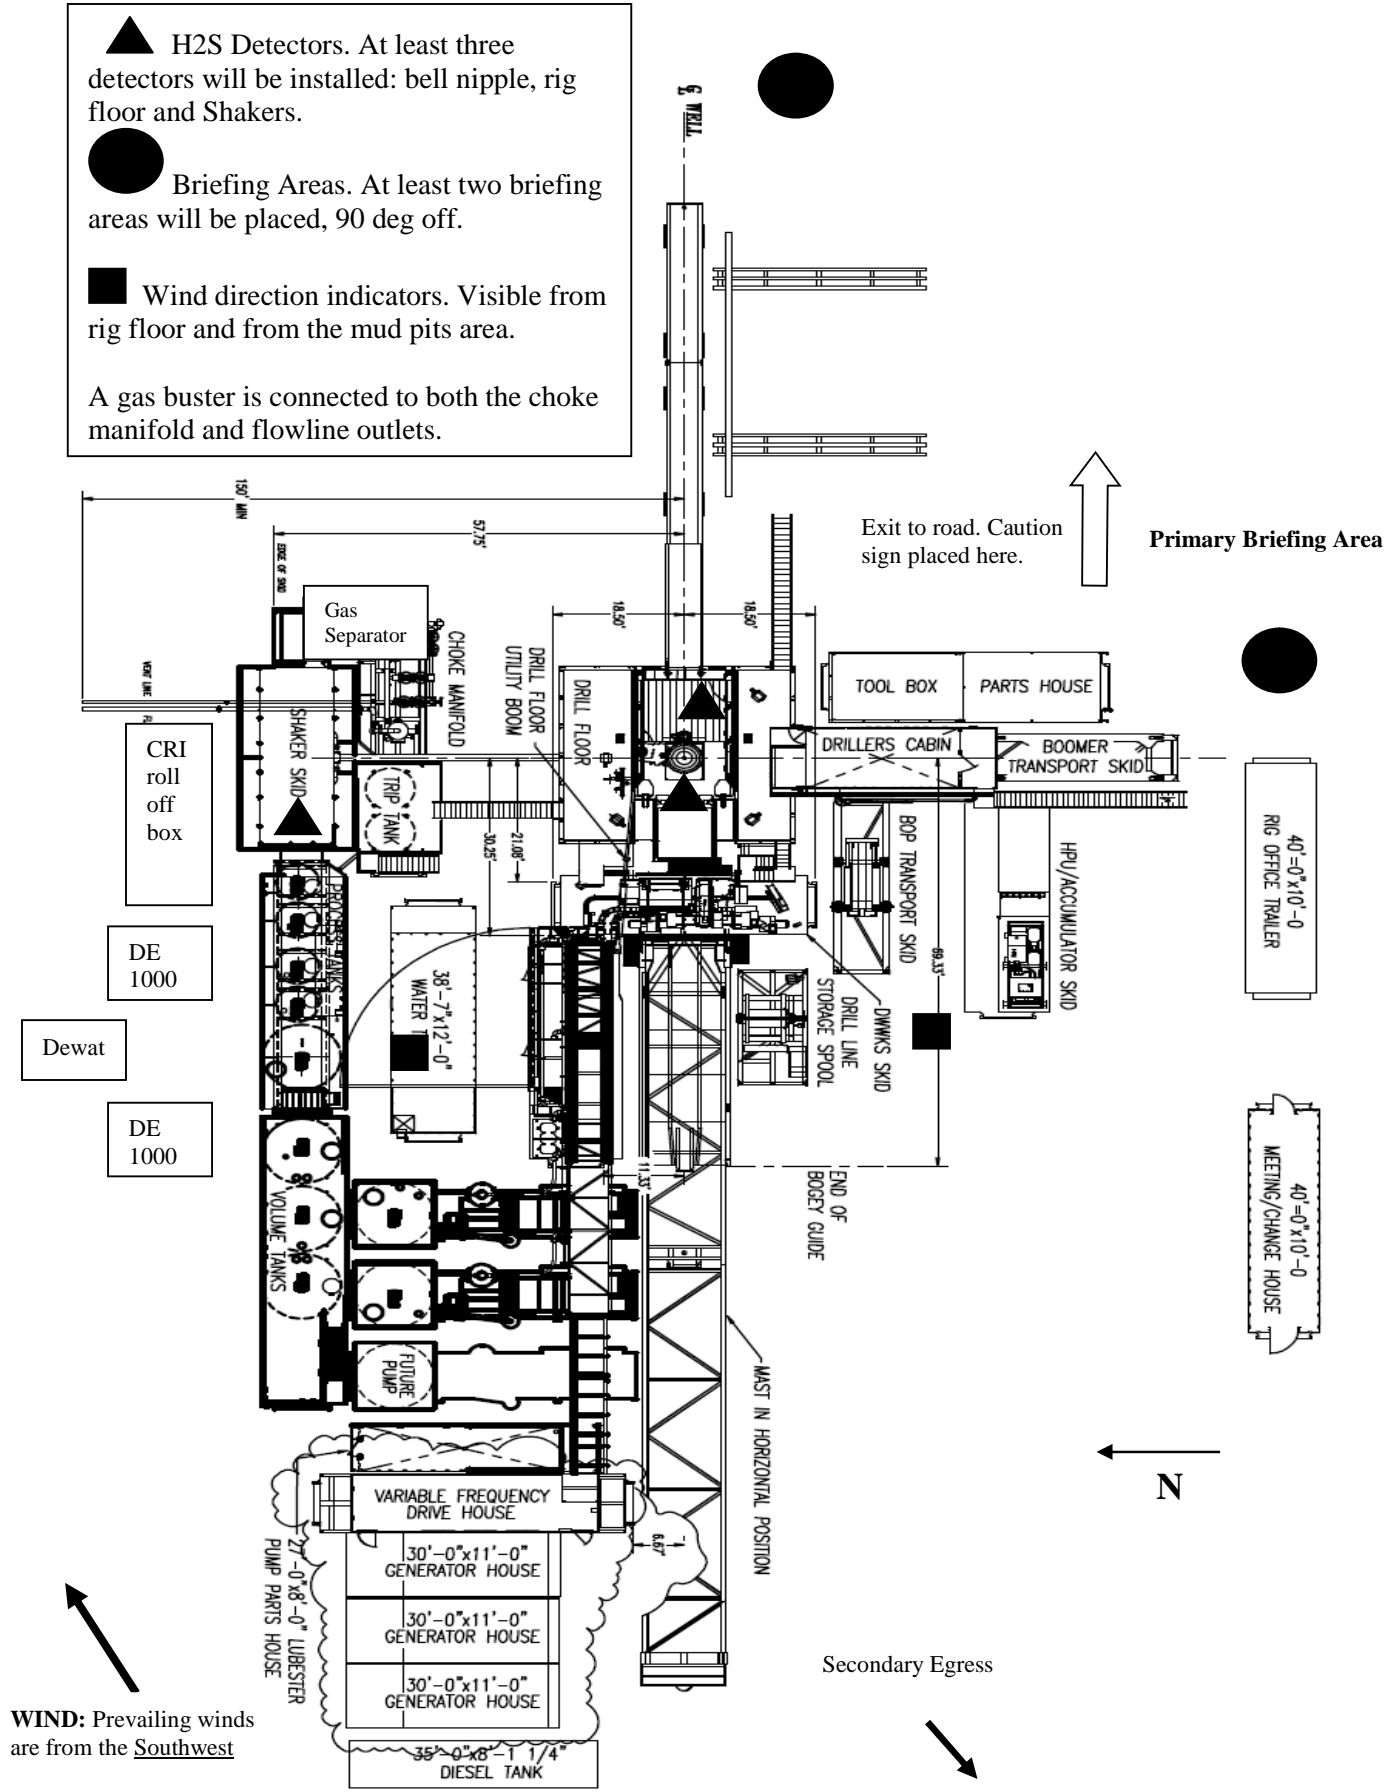 H2S Detectors. At least three
detectors will be installed: bell nipple, rig
floor and Shakers.
Briefing Areas. At least two briefing
areas will be placed, 90 deg off.
Wind direction indicators. Visible from
rig floor and from the mud pits area.
A gas buster is connected to both the choke
manifold and flowline outlets.
WELL
150' MIN
57.75'
EDGE OF SKID
Exit to road. Caution
sign placed here.
Primary Briefing Area
Gas
Separator
CHOKE MANIFOLD
18.50'
18.50'
DRILL FLOOR
UTILITY BOOM
DRILL FLOOR
TOOL BOX
PARTS HOUSE
VENT LINE
SHAKER SKID
CRI
roll
off
box
TRIP TANK
DRILLERS CABIN
BOOMER
TRANSPORT SKID
30.25'
21.08'
BOP TRANSPORT SKID
HPU/ACCUMULATOR SKID
40'=0"x10'-0
RIG OFFICE TRAILER
PROCESS TANKS
DE
1000
38'-7"x12'-0"
WATER T
69.33'
DWWKS SKID
DRILL LINE
STORAGE SPOOL
Dewat
DE
1000
11.33'
END OF
BOGEY GUIDE
40'=0"x10'-0
MEETING/CHANGE HOUSE
VOLUME TANKS
FUTURE
PUMP
MAST IN HORIZONTAL POSITION
N
VARIABLE FREQUENCY
DRIVE HOUSE
6.67'
27'-0"x8'-0" LUBESTER
PUMP PARTS HOUSE
30'-0"x11'-0"
GENERATOR HOUSE
30'-0"x11'-0"
GENERATOR HOUSE
30'-0"x11'-0"
GENERATOR HOUSE
Secondary Egress
WIND: Prevailing winds
are from the Southwest
35'-0"x8'-1 1/4"
DIESEL TANK